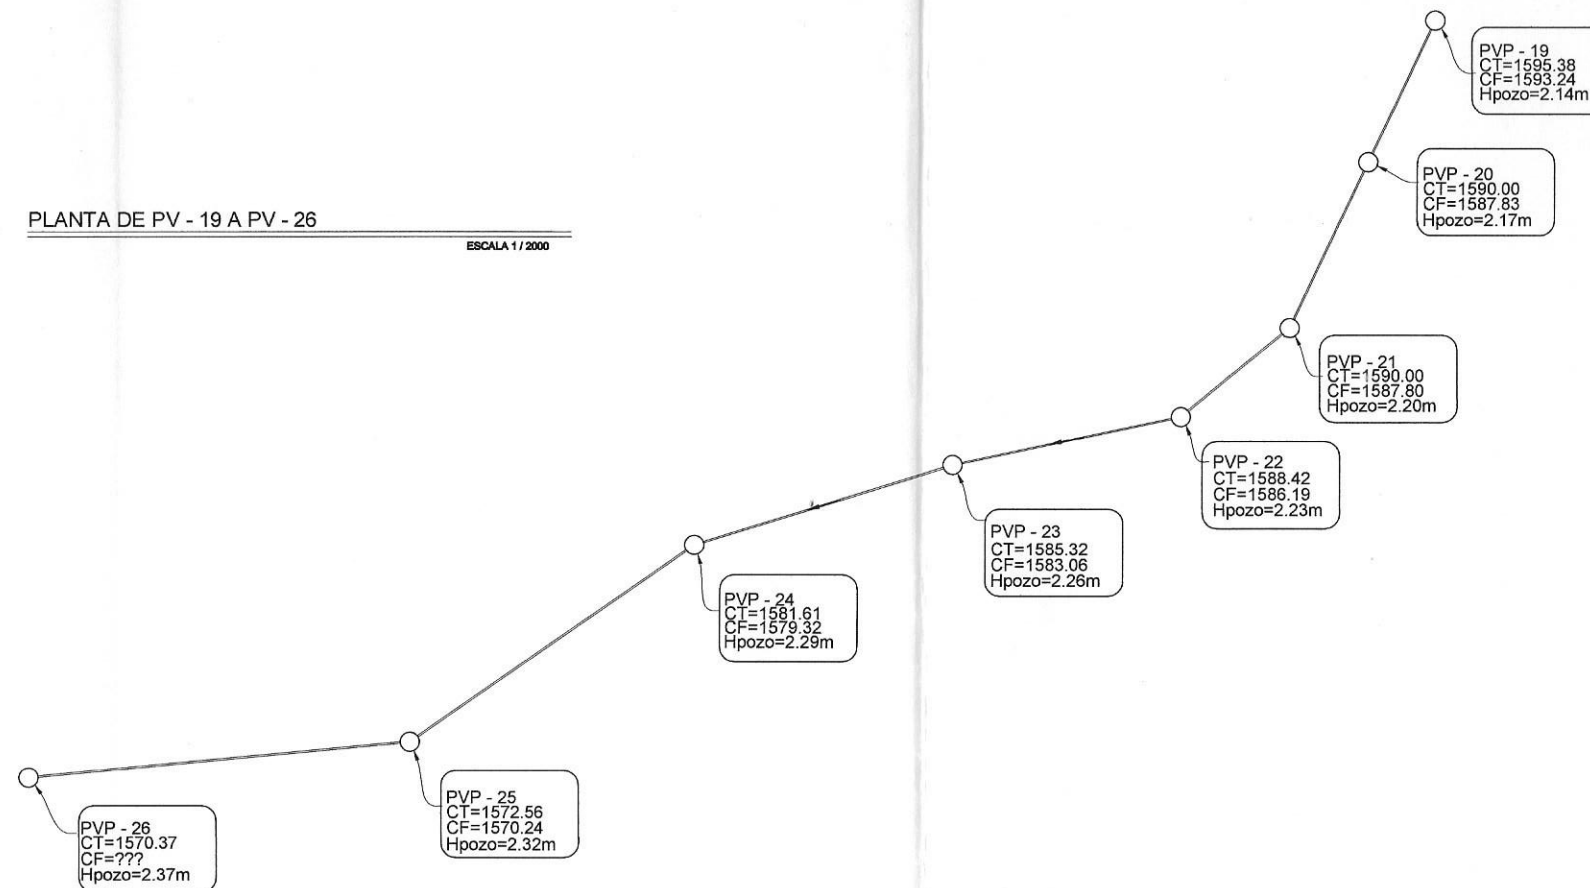 PLANTA DE PV - 19 A PV - 26
ESCALA 1 / 2000
PVP - 19
CT=1595.38
CF=1593.24
Hpozo=2.14m
PVP - 20
CT=1590.00
CF=1587.83
Hpozo=2.17m
PVP - 21
CT=1590.00
CF=1587.80
Hpozo=2.20m
PVP - 22
CT=1588.42
CF=1586.19
Hpozo=2.23m
PVP - 23
CT=1585.32
CF=1583.06
Hpozo=2.26m
PVP - 24
CT=1581.61
CF=1579.32
Hpozo=2.29m
PVP - 25
CT=1572.56
CF=1570.24
Hpozo=2.32m
PVP - 26
CT=1570.37
CF=???
Hpozo=2.37m